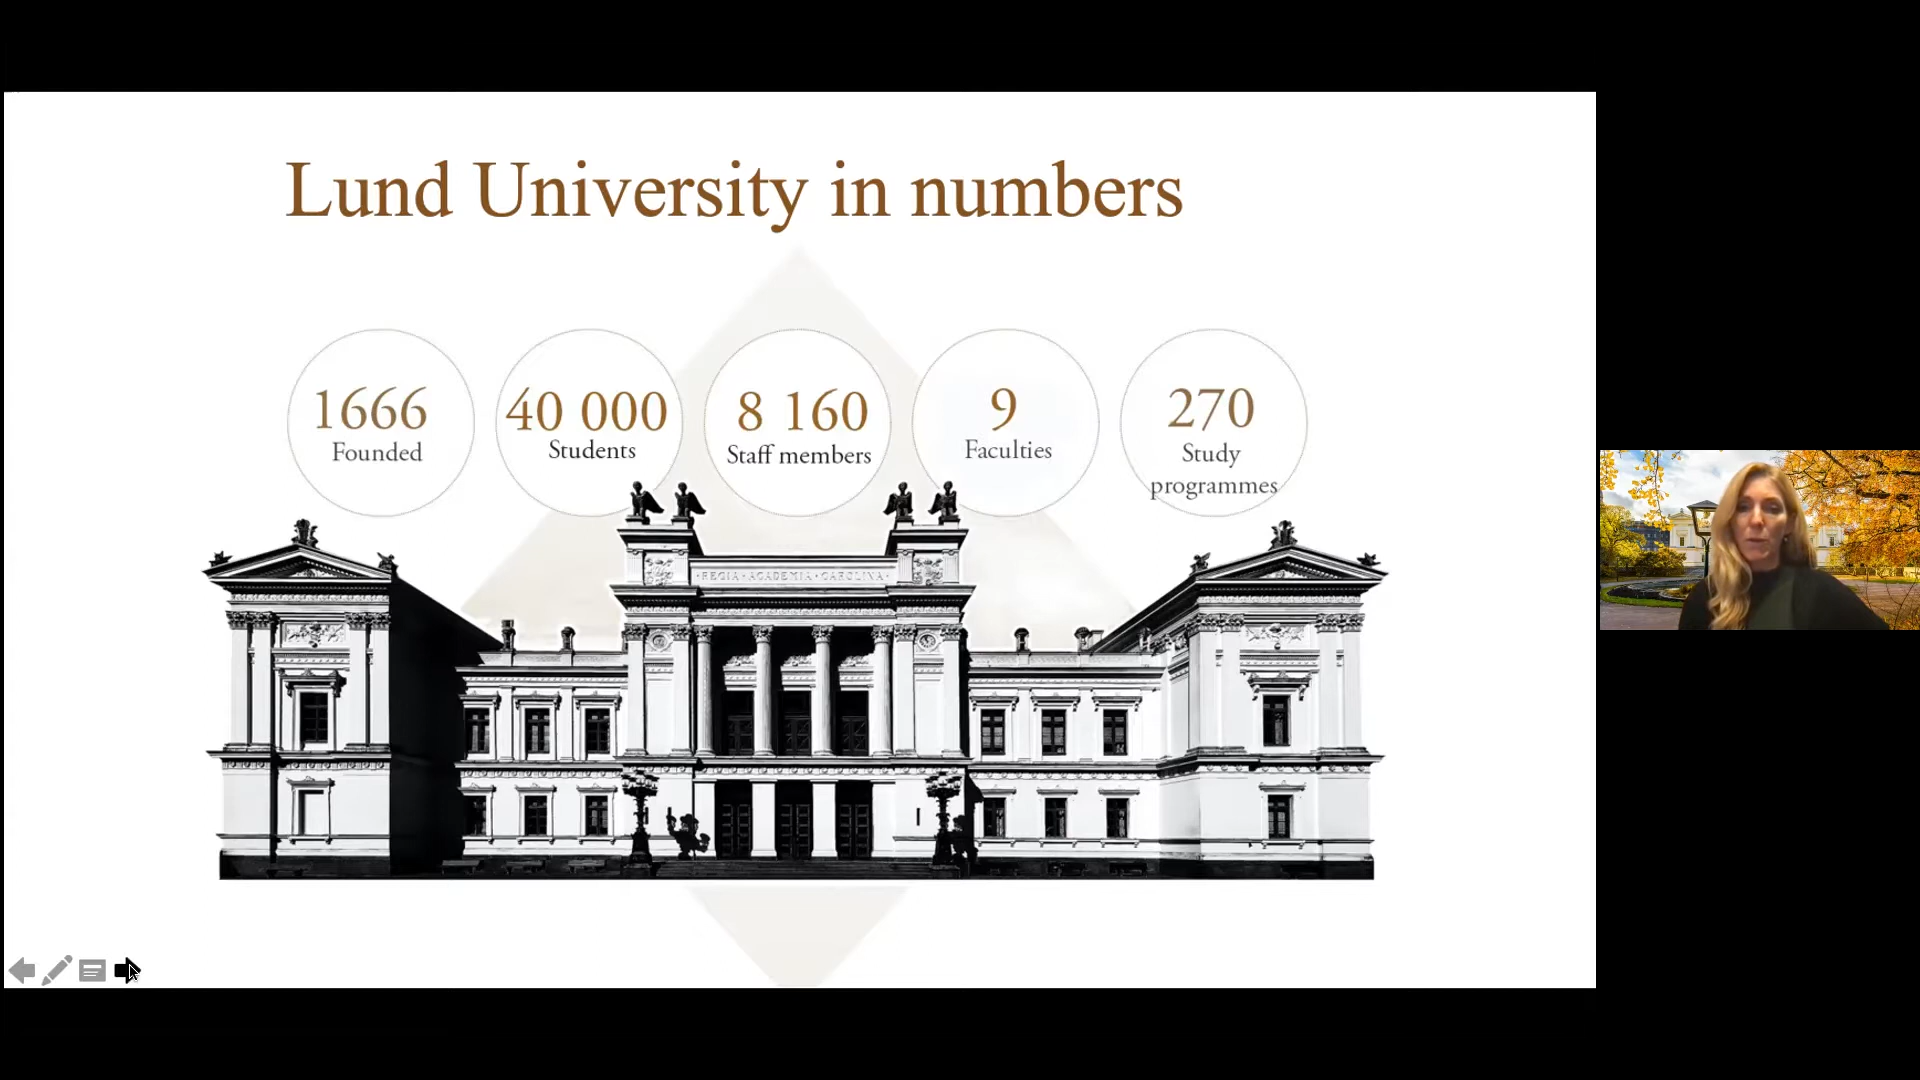 Lund University in numbers
1666
Founded
40 000
Students
8 160
Staff members
9
Faculties
270
Study
programmes
REGIA·ACADEMIA·CAROLINA